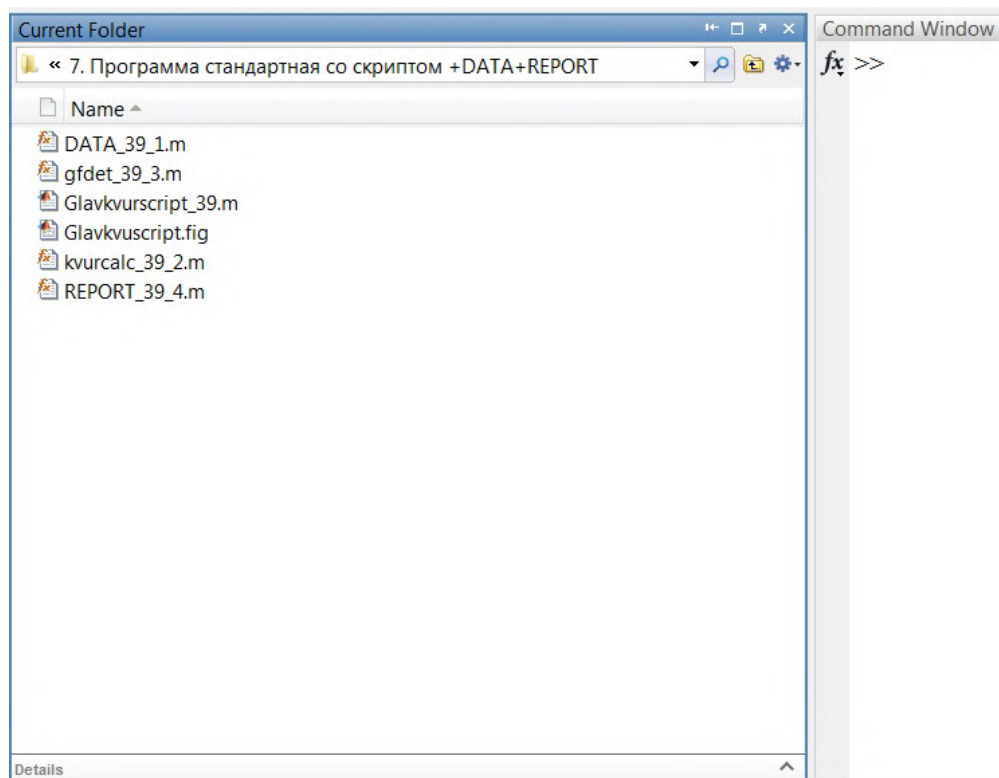 Current Folder
« 7. Программа стандартная со скриптом +DATA+REPORT
Name
DATA_39_1.m
gfdet_39_3.m
Glavkvurscript_39.m
Glavkvuscript.fig
kvurcalc_39_2.m
REPORT_39_4.m
Details
Command Window
fx >>